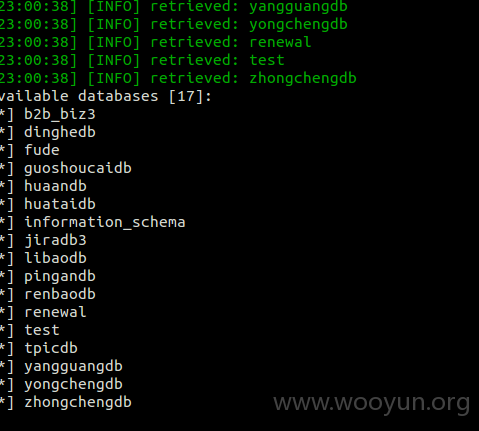 23:00:38] [INFO] retrieved: yangguangdb
23:00:38] [INFO] retrieved: yongchengdb
23:00:38] [INFO] retrieved: renewal
23:00:38] [INFO] retrieved: test
23:00:38] [INFO] retrieved: zhongchengdb
vailable databases [17]:
*] b2b_biz3
*] dinghedb
*] fude
*] guoshoucaidb
*] huaandb
*] huataidb
*] information_schema
*] jiradb3
*] libaodb
*] pingandb
*] renbaodb
*] renewal
*] test
*] tpicdb
*] yangguangdb
*] yongchengdb
*] zhongchengdb
www.wooyun.org